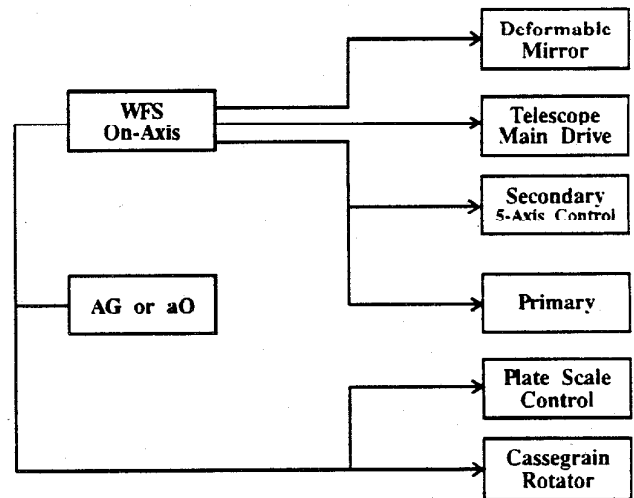 Deformable
Mirror
WFS
On-Axis
Telescope
Main Drive
Secondary
5-Axis Control
AG or aO
Primary
Plate Scale
Control
Cassegrain
Rotator